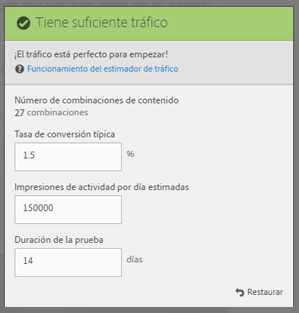 Tiene suficiente tráfico
¡El tráfico está perfecto para empezar!
Funcionamiento del estimador de tráfico
Número de combinaciones de contenido
27 combinaciones
Tasa de conversión típica
1.5 %
Impresiones de actividad por día estimadas
150000
Duración de la prueba
14 días
Restaurar